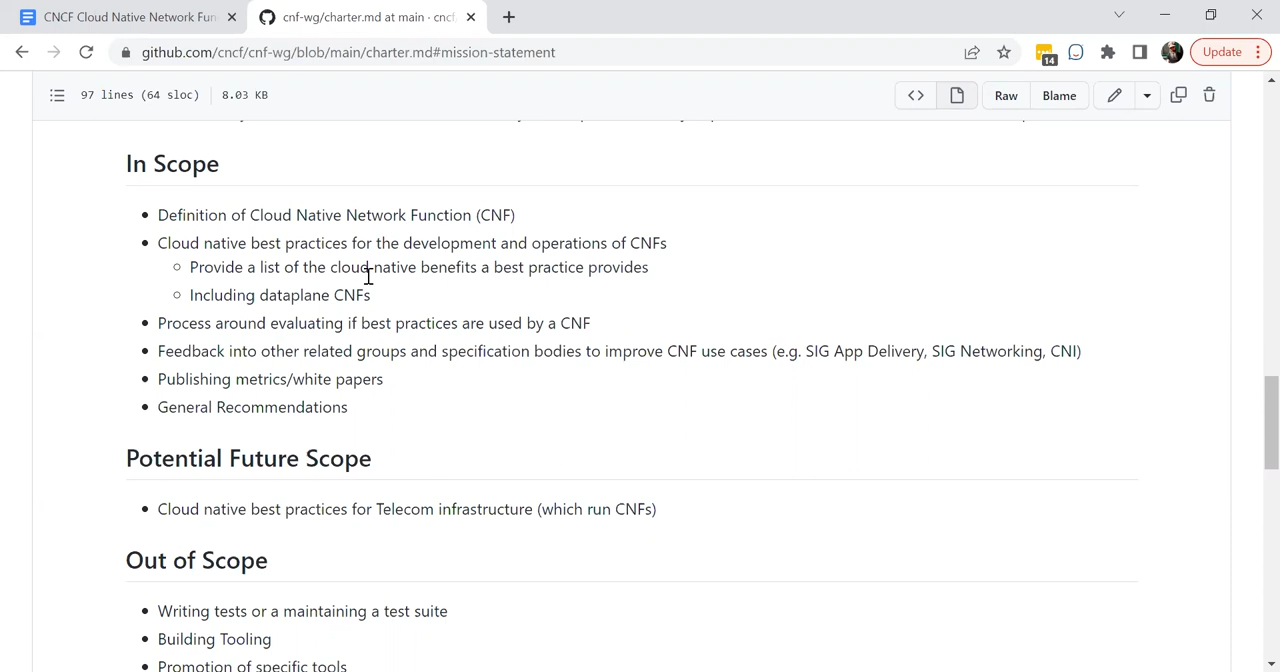 CNCF Cloud Native Network Fun
cnf-wg/charter.md at main · cncf
github.com/cncf/cnf-wg/blob/main/charter.md#mission-statement
14
Update
97 lines (64 sloc)
8.03 KB
Raw
Blame
In Scope
Definition of Cloud Native Network Function (CNF)
Cloud native best practices for the development and operations of CNFs
Provide a list of the cloud native benefits a best practice provides
Including dataplane CNFs
Process around evaluating if best practices are used by a CNF
Feedback into other related groups and specification bodies to improve CNF use cases (e.g. SIG App Delivery, SIG Networking, CNI)
Publishing metrics/white papers
General Recommendations
Potential Future Scope
Cloud native best practices for Telecom infrastructure (which run CNFs)
Out of Scope
Writing tests or a maintaining a test suite
Building Tooling
Promotion of specific tools